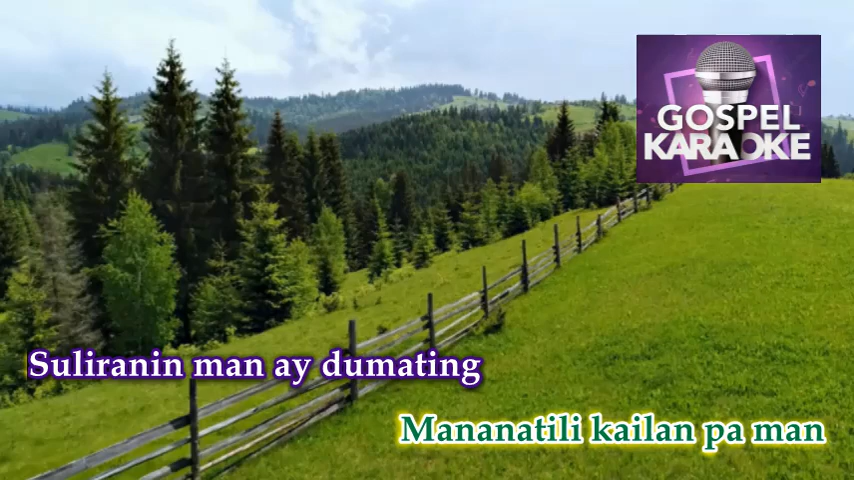 GOSPEL
KARAOKE
Suliranin man ay dumating
Mananatili kailan pa man